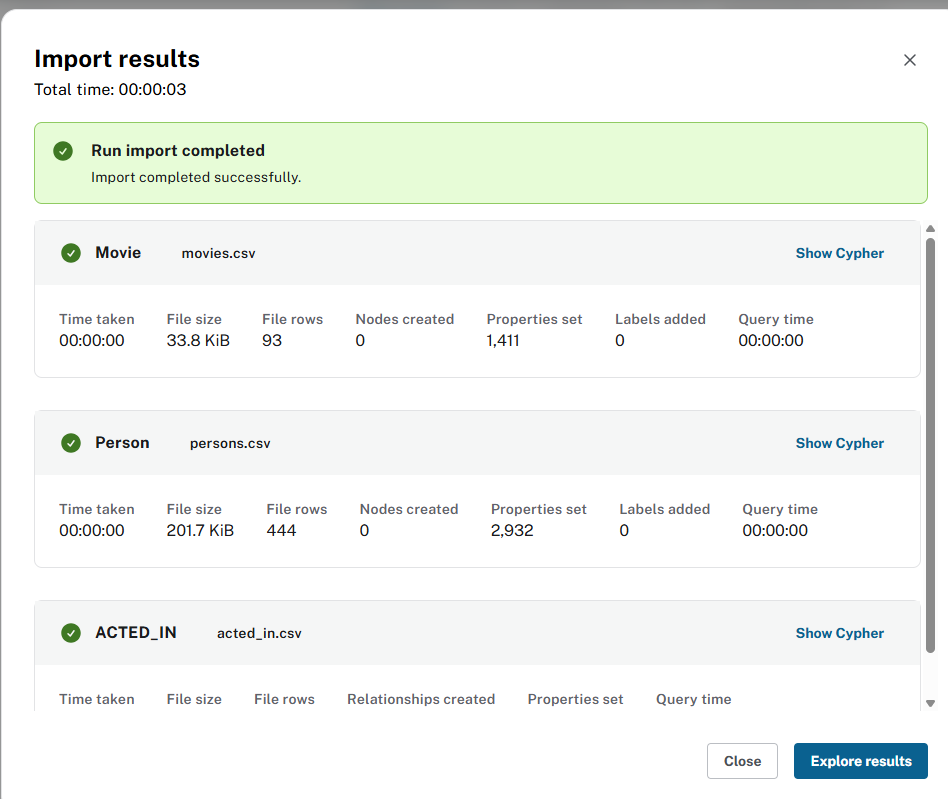 Import results
Total time: 00:00:03
Run import completed
Import completed successfully.
Movie movies.csv Show Cypher
Time taken File size File rows Nodes created Properties set Labels added Query time
00:00:00 33.8 KiB 93 0 1,411 0 00:00:00
Person persons.csv Show Cypher
Time taken File size File rows Nodes created Properties set Labels added Query time
00:00:00 201.7 KiB 444 0 2,932 0 00:00:00
ACTED_IN acted_in.csv Show Cypher
Time taken File size File rows Relationships created Properties set Query time
Close Explore results